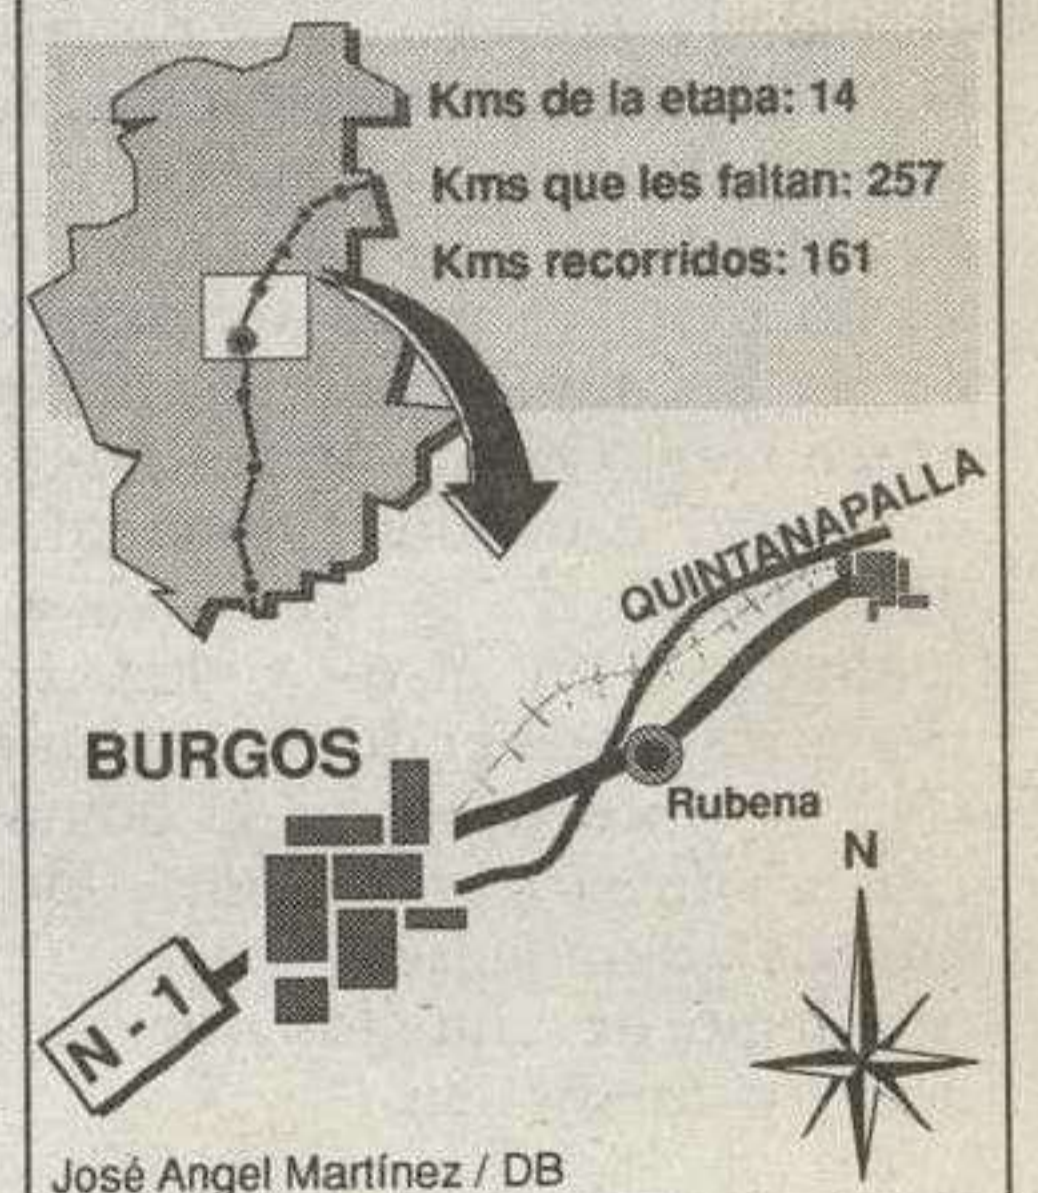 Kms de la etapa: 14
Kms que les faltan: 257
Kms recorridos: 161
QUINTANAPALLA
BURGOS
Rubena
N
N - 1
José Angel Martínez / DB